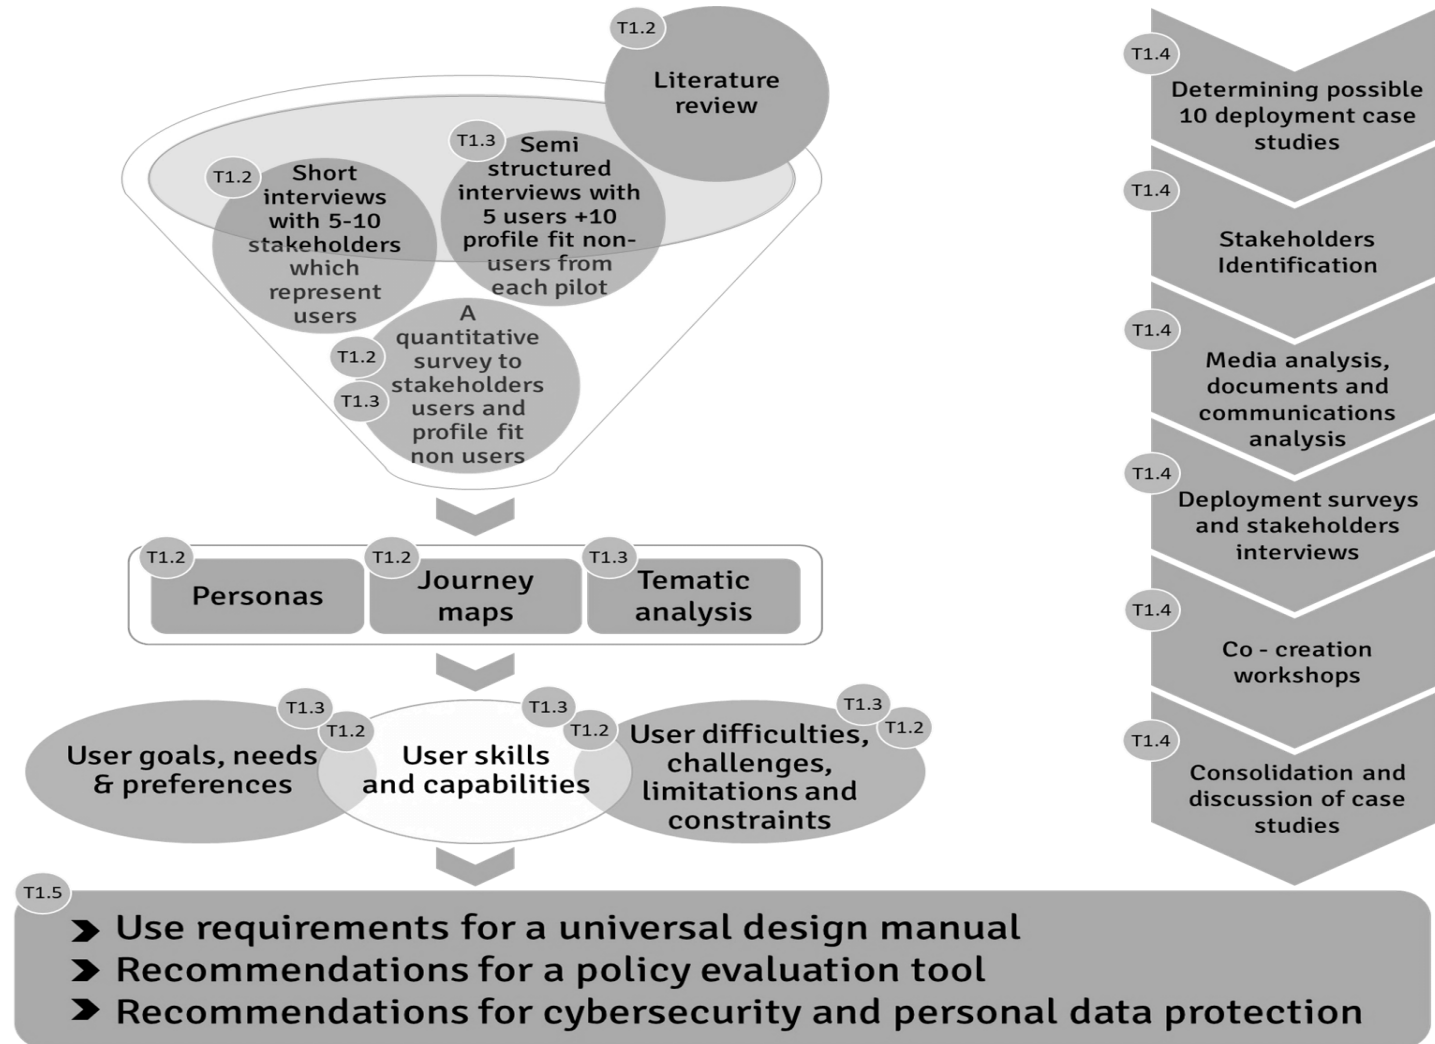 T1.2
Literature
review
T1.3
Semi
structured
interviews with
5 users +10
profile fit non-
users from
each pilot
T1.2
Short
interviews
with 5-10
stakeholders
which
represent
users
T1.2
T1.3
A
quantitative
survey to
stakeholders
users and
profile fit
non users
T1.2
Personas
T1.2
Journey
maps
T1.3
Tematic
analysis
T1.3
T1.2
User goals, needs
& preferences
T1.3
T1.2
User skills
and capabilities
T1.3
T1.2
User difficulties,
challenges,
limitations and
constraints
T1.4
Determining possible
10 deployment case
studies
T1.4
Stakeholders
Identification
T1.4
Media analysis,
documents and
communications
analysis
T1.4
Deployment surveys
and stakeholders
interviews
T1.4
Co - creation
workshops
T1.4
Consolidation and
discussion of case
studies
T1.5
Use requirements for a universal design manual
Recommendations for a policy evaluation tool
Recommendations for cybersecurity and personal data protection